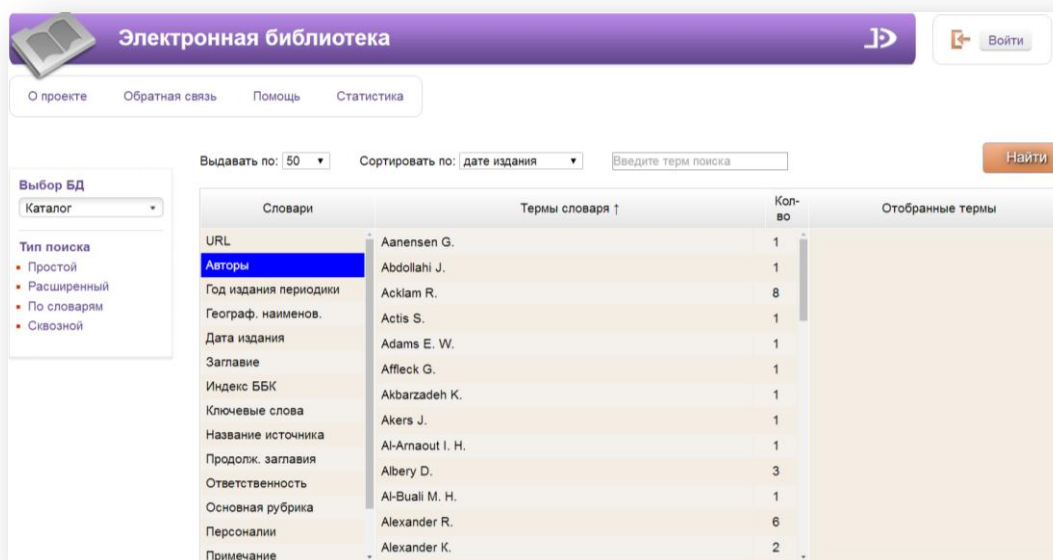 Электронная библиотека
Войти
О проекте Обратная связь Помощь Статистика
Выдавать по: 50 Сортировать по: дате издания Введите терм поиска Найти
Выбор БД
Каталог
Тип поиска
Простой
Расширенный
По словарям
Сквозной
Словари Термы словаря ↑ Кол-во Отобранные термы
URL
Авторы
Год издания периодики
Географ. наименов.
Дата издания
Заглавие
Индекс ББК
Ключевые слова
Название источника
Продолж. заглавия
Ответственность
Основная рубрика
Персоналии
Примечание
Aanensen G. 1
Abdollahi J. 1
Acklam R. 8
Actis S. 1
Adams E. W. 1
Affleck G. 1
Akbarzadeh K. 1
Akers J. 1
Al-Arnaout I. H. 1
Albery D. 3
Al-Buali M. H. 1
Alexander R. 6
Alexander K. 2